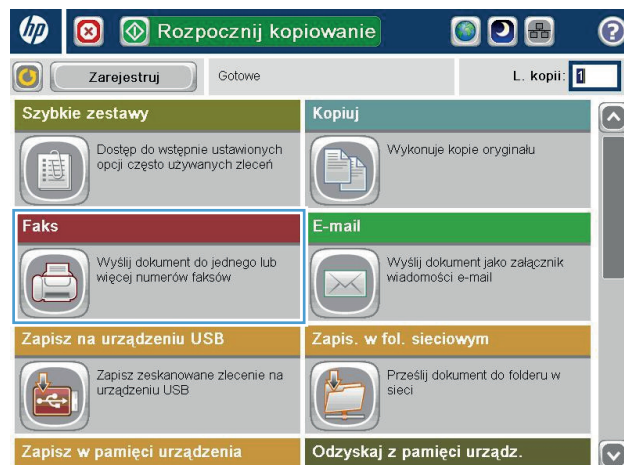 hp
Rozpocznij kopiowanie
?
Zarejestruj
Gotowe
L. kopii: 1
Szybkie zestawy
Dostęp do wstępnie ustawionych
opcji często używanych zleceń
Kopiuj
Wykonuje kopie oryginału
Faks
Wyślij dokument do jednego lub
więcej numerów faksów
E-mail
Wyślij dokument jako załącznik
wiadomości e-mail
Zapisz na urządzeniu USB
Zapisz zeskanowane zlecenie na
urządzeniu USB
Zapis. w fol. sieciowym
Prześlij dokument do folderu w
sieci
Zapisz w pamięci urządzenia
Odzyskaj z pamięci urządz.